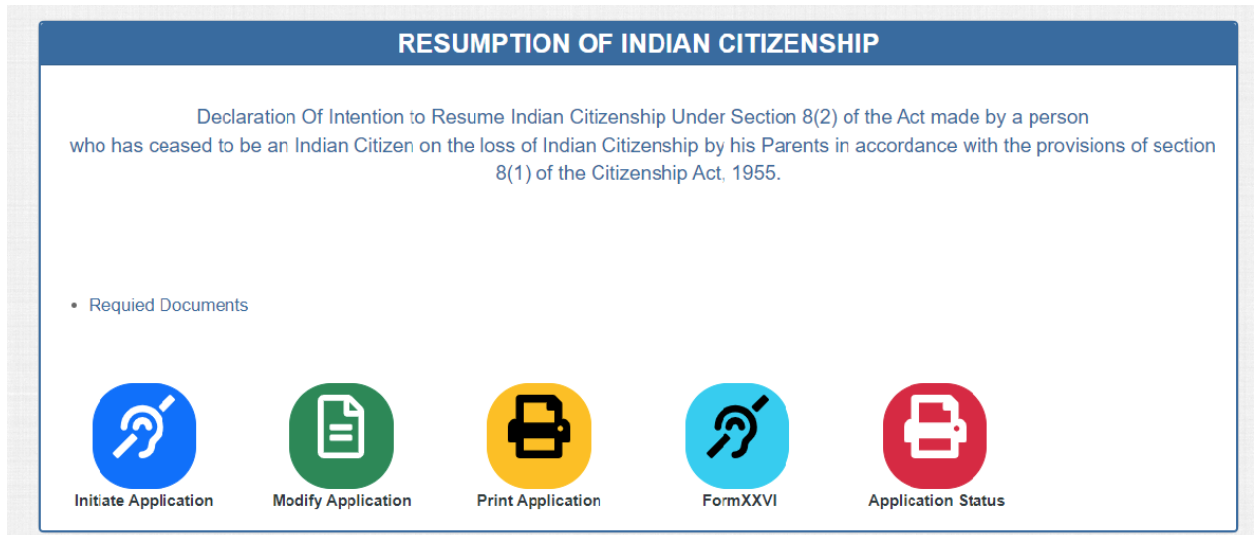 RESUMPTION OF INDIAN CITIZENSHIP
Declaration Of Intention to Resume Indian Citizenship Under Section 8(2) of the Act made by a person
who has ceased to be an Indian Citizen on the loss of Indian Citizenship by his Parents in accordance with the provisions of section
8(1) of the Citizenship Act, 1955.
• Requied Documents
Initiate Application
Modify Application
Print Application
FormXXVI
Application Status